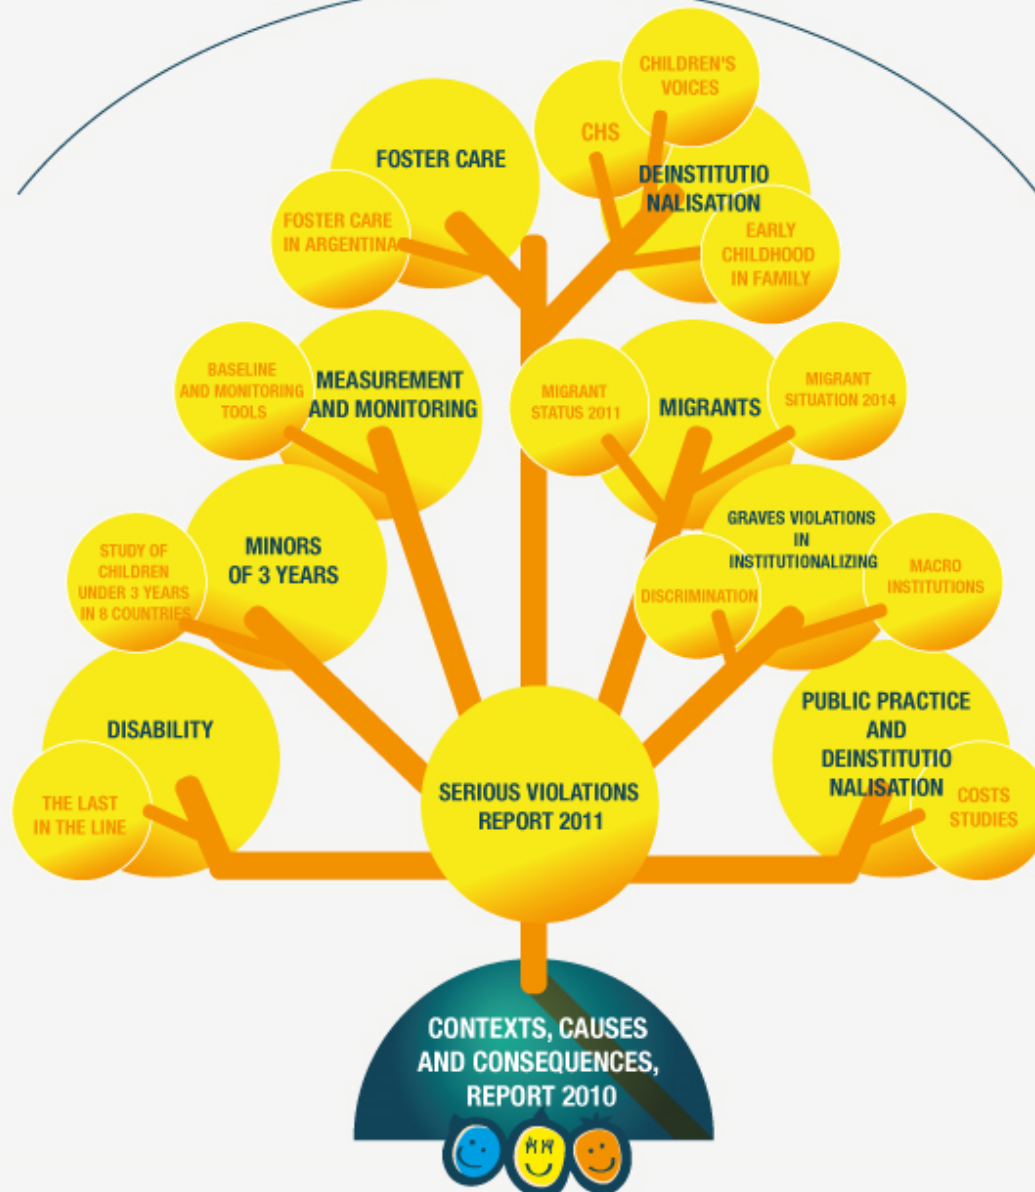 CHILDREN'S
VOICES
CHS
FOSTER CARE
DEINSTITUTIO
NALISATION
FOSTER CARE
IN ARGENTINA
EARLY
CHILDHOOD
IN FAMILY
BASELINE
AND MONITORING
TOOLS
MEASUREMENT
AND MONITORING
MIGRANT
STATUS 2011
MIGRANTS
MIGRANT
SITUATION 2014
STUDY OF
CHILDREN
UNDER 3 YEARS
IN 8 COUNTRIES
MINORS
OF 3 YEARS
GRAVES VIOLATIONS
IN
INSTITUTIONALIZING
DISCRIMINATION
MACRO
INSTITUTIONS
DISABILITY
THE LAST
IN THE LINE
SERIOUS VIOLATIONS
REPORT 2011
PUBLIC PRACTICE
AND
DEINSTITUTIO
NALISATION
COSTS
STUDIES
CONTEXTS, CAUSES
AND CONSEQUENCES,
REPORT 2010